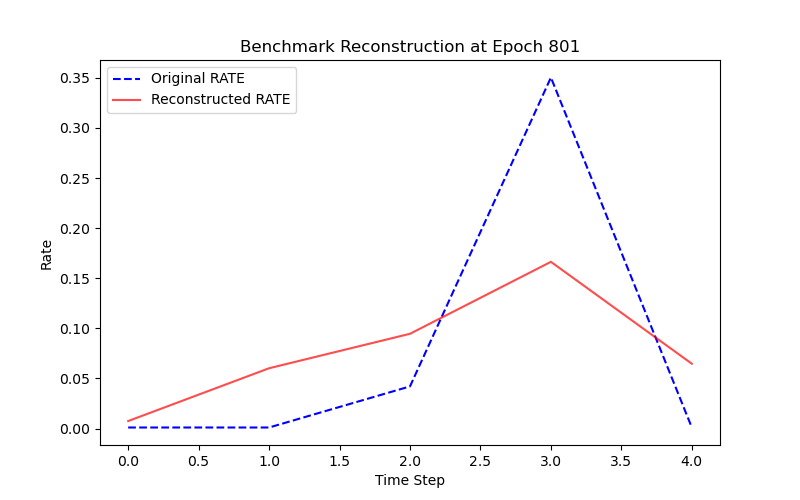 Benchmark Reconstruction at Epoch 801
Original RATE
Reconstructed RATE
0.35
0.30
0.25
0.20
0.15
0.10
0.05
0.00
Rate
0.0 0.5 1.0 1.5 2.0 2.5 3.0 3.5 4.0
Time Step